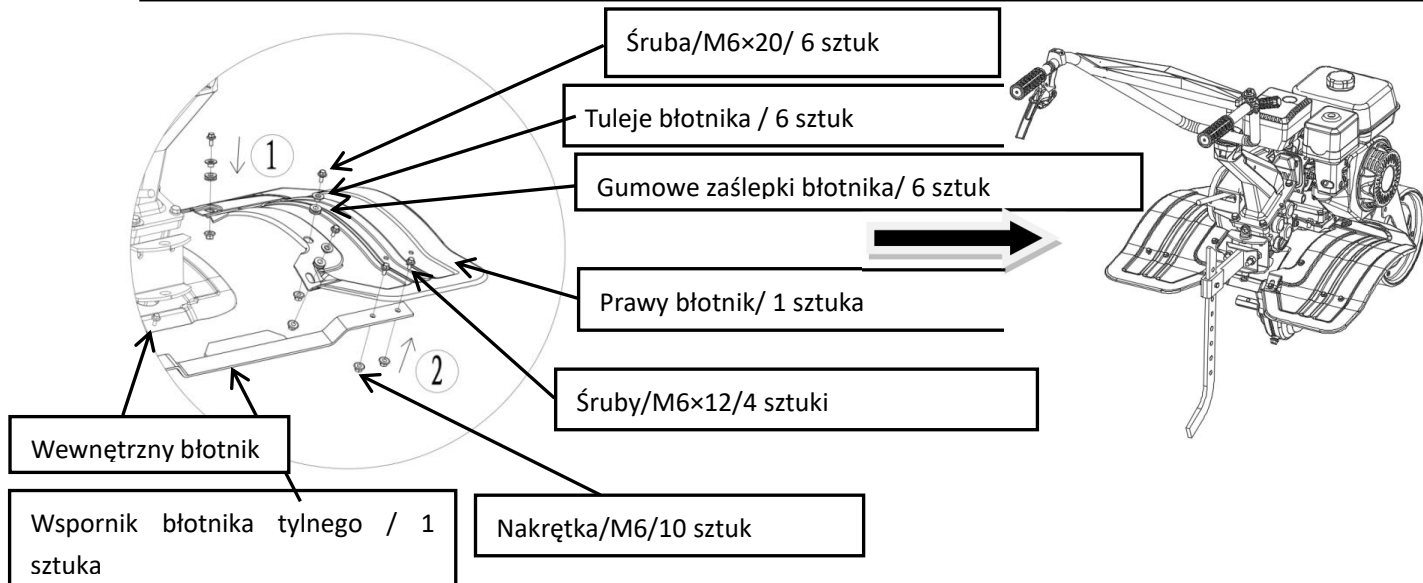 Śruba/M6×20/ 6 sztuk
Tuleje błotnika / 6 sztuk
1
Gumowe zaślepki błotnika/ 6 sztuk
Prawy błotnik/ 1 sztuka
2
Śruby/M6×12/4 sztuki
Wewnętrzny błotnik
Wspornik błotnika tylnego / 1
sztuka
Nakrętka/M6/10 sztuk